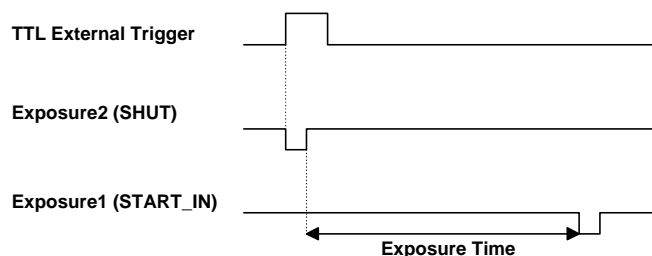 TTL External Trigger
Exposure2 (SHUT)
Exposure1 (START_IN)
Exposure Time